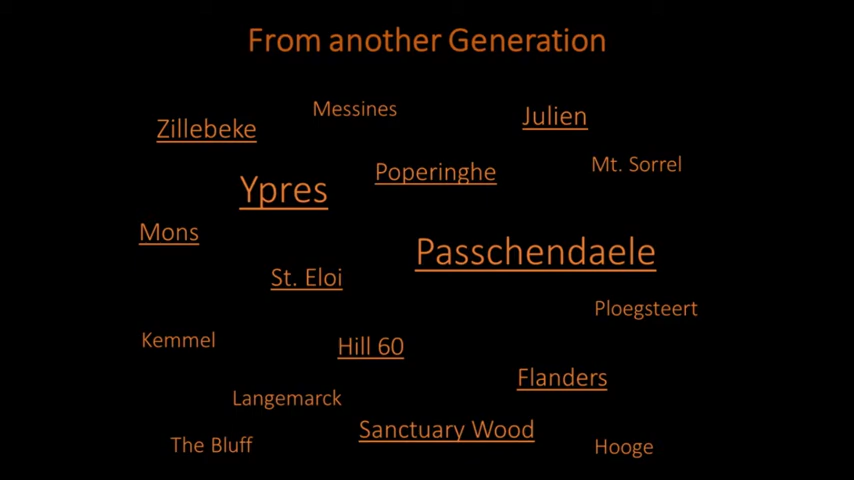 From another Generation
Messines
Julien
Zillebeke
Mt. Sorrel
Poperinghe
Ypres
Mons
Passchendaele
St. Eloi
Ploegsteert
Kemmel
Hill 60
Flanders
Langemarck
Sanctuary Wood
The Bluff
Hooge